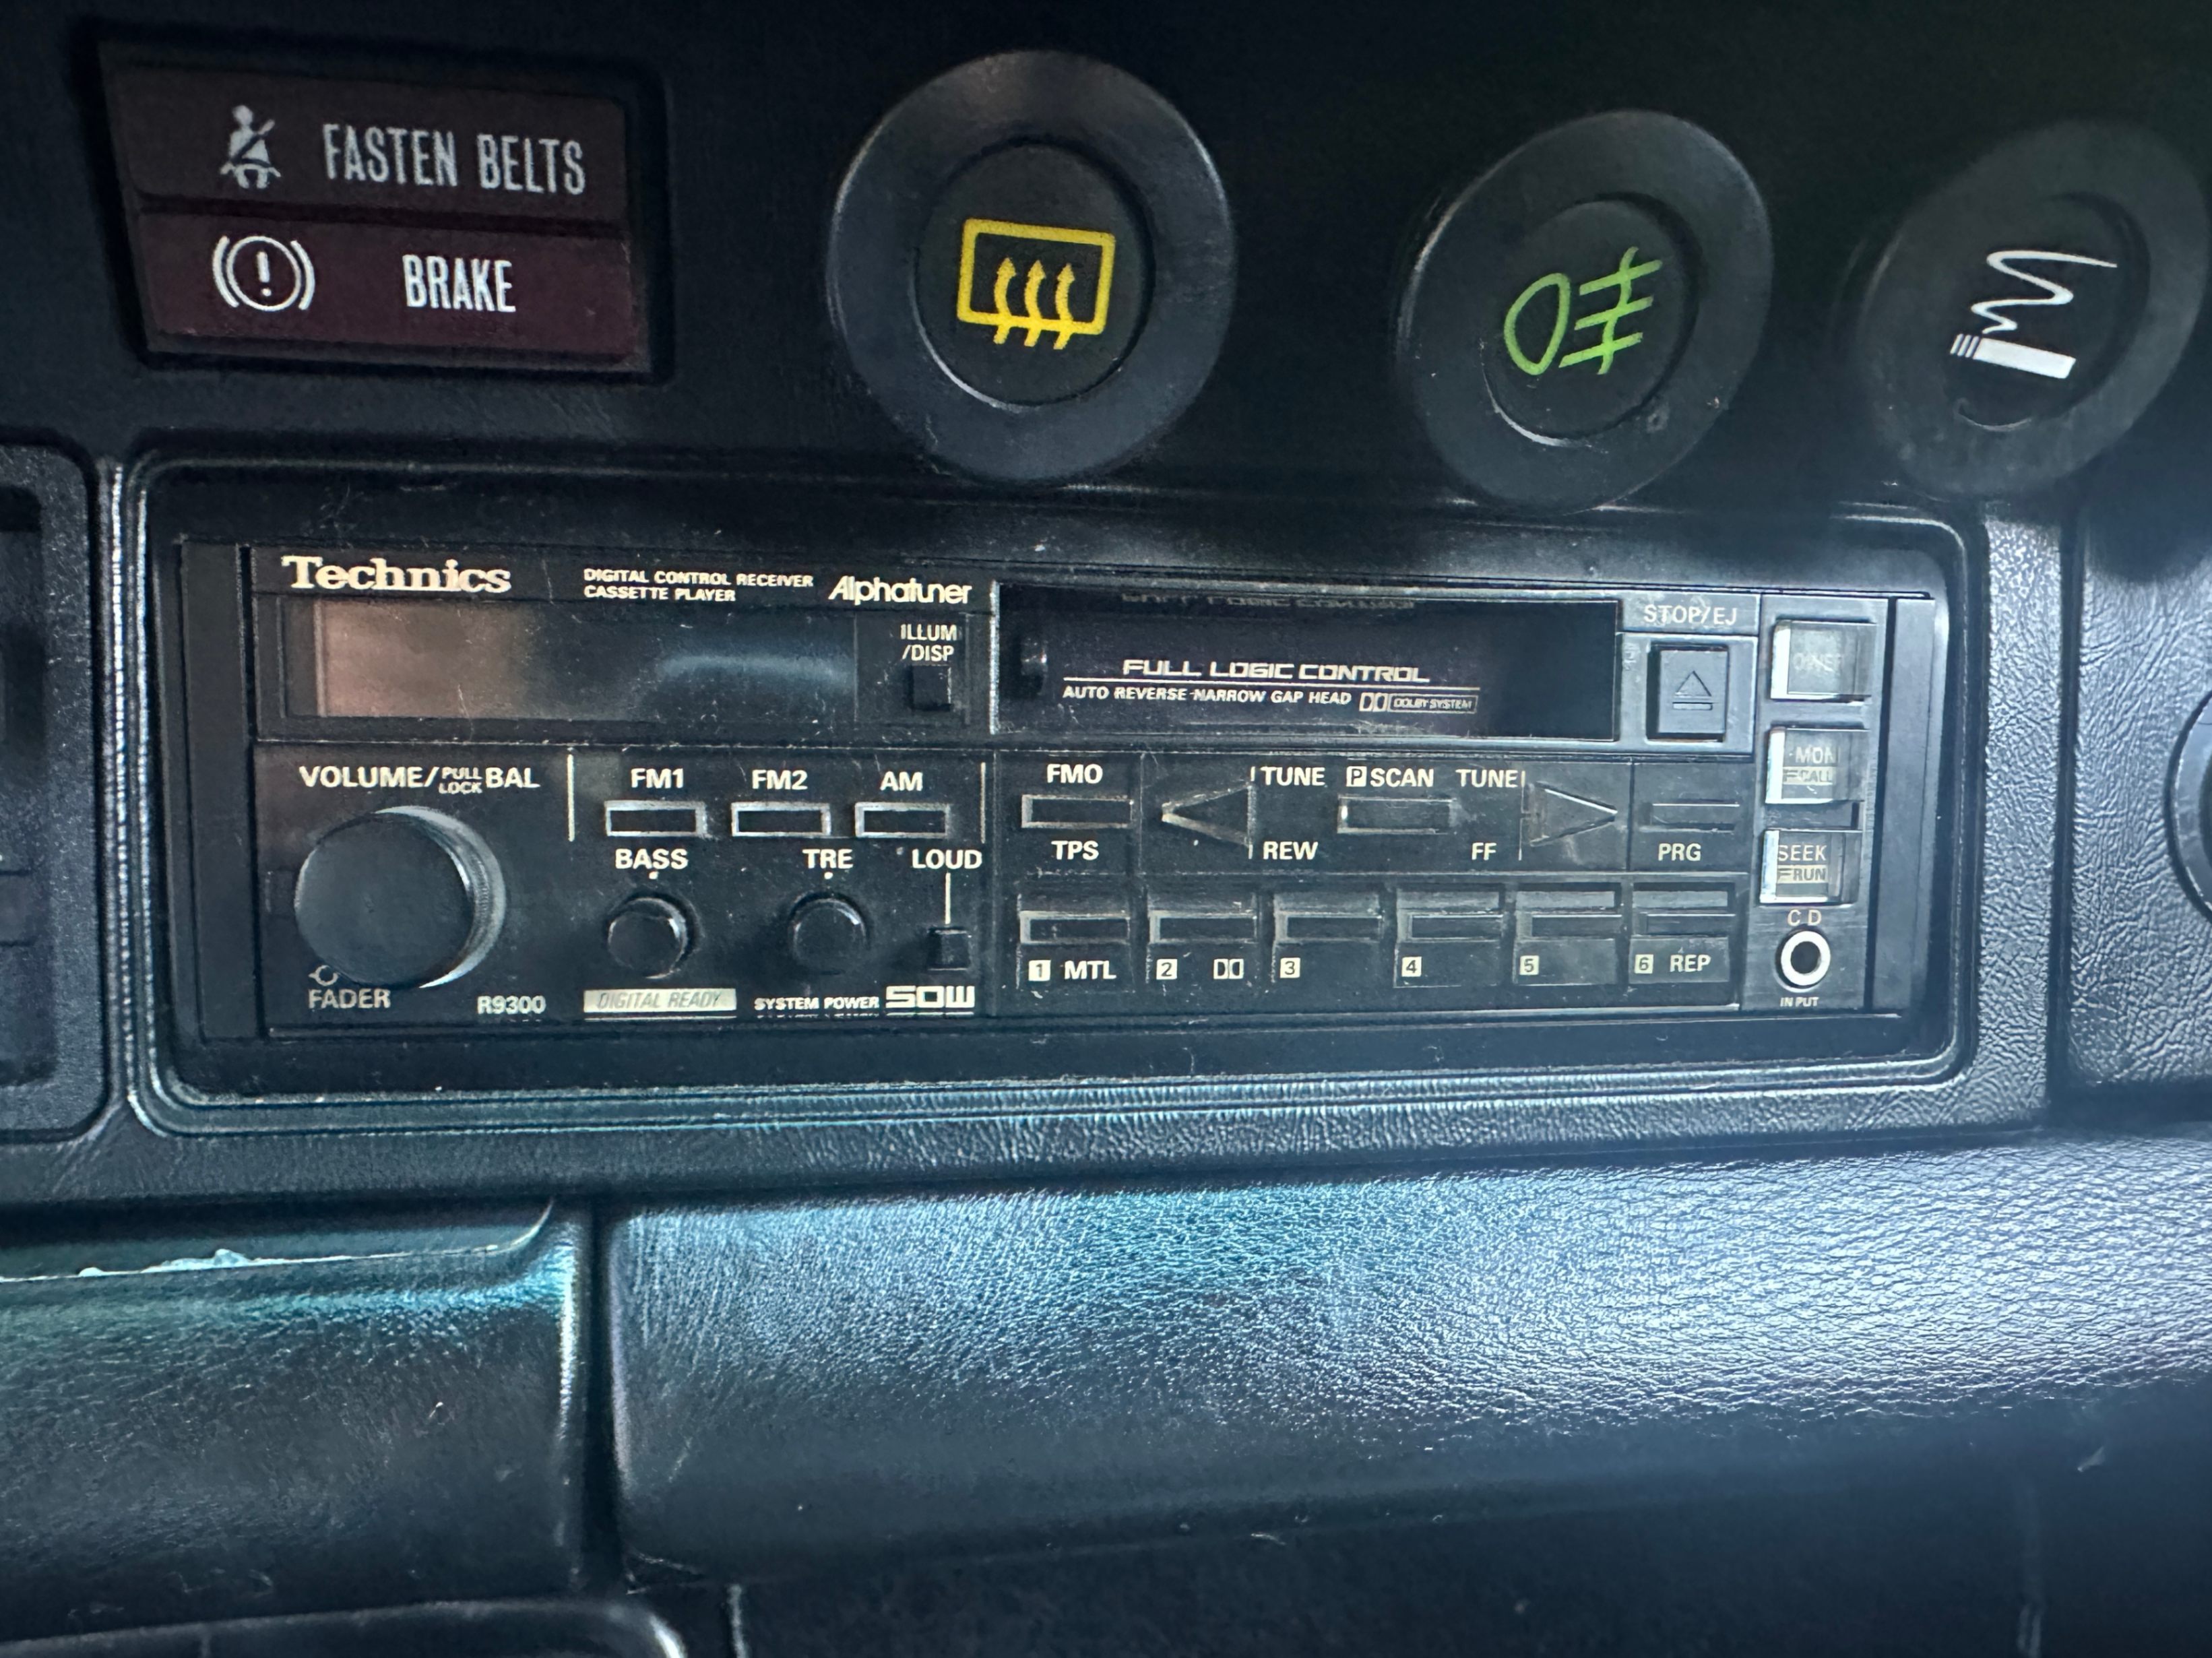 FASTEN BELTS
BRAKE
Technics
DIGITAL CONTROL RECEIVER
CASSETTE PLAYER
Alphatuner
ILLUM
/DISP
FULL LOGIC CONTROL
AUTO REVERSE·NARROW GAP HEAD DOLBY SYSTEM
STOP/EJ
VOLUME/PULL LOCK BAL
FM1 FM2 AM
BASS TRE LOUD
FADER
R9300
DIGITAL READY
SYSTEM POWER 50W
FMO TUNE P SCAN TUNE
TPS REW FF PRG
1 MTL 2 3 4 5 6 REP
MON
CALL
SEEK
RUN
CD
IN PUT